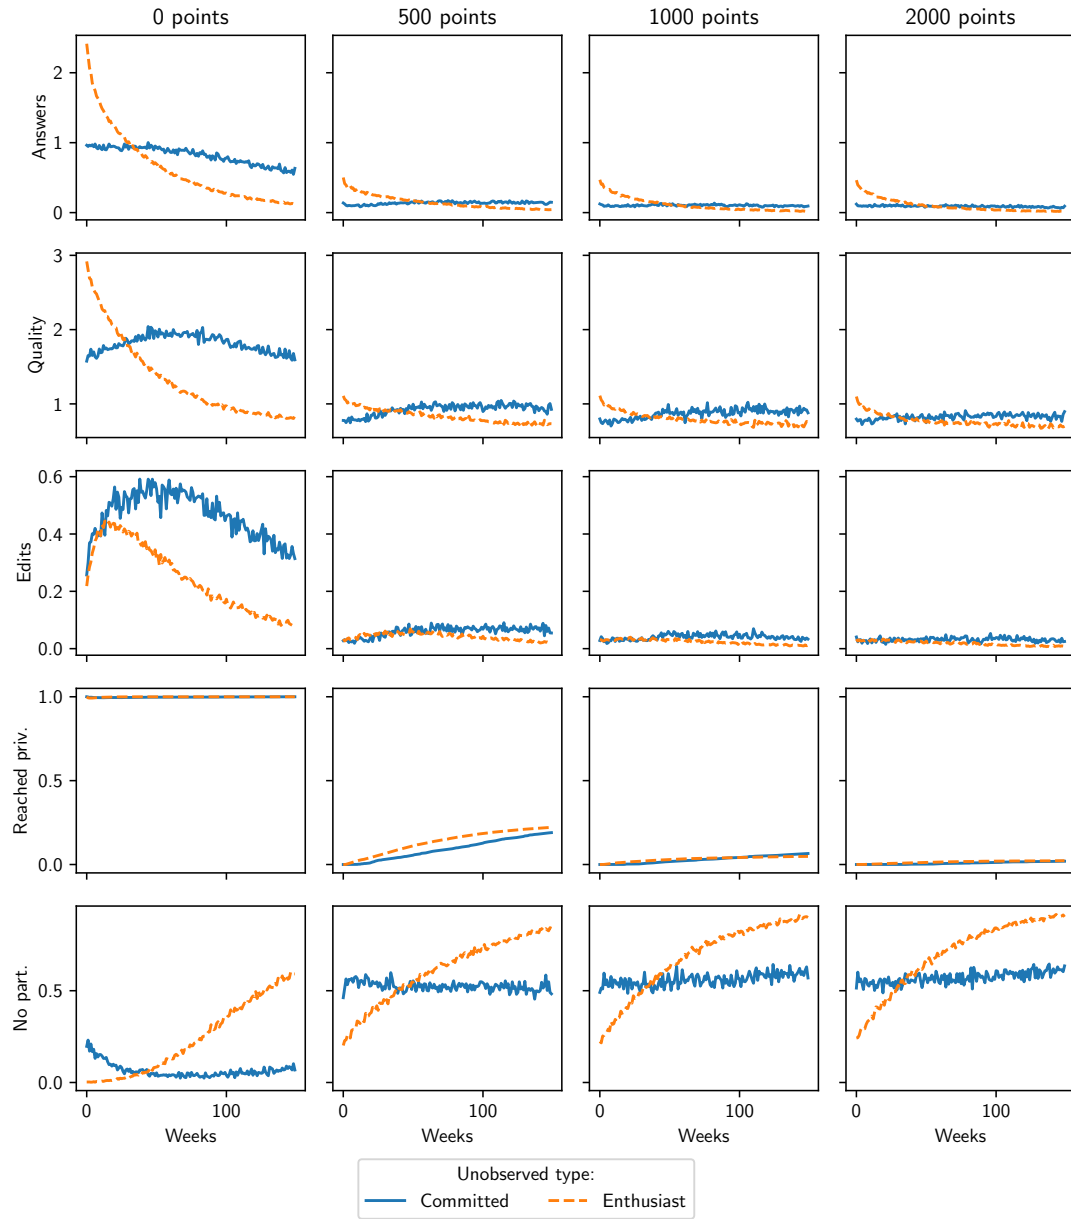 0 points 500 points 1000 points 2000 points
Answers
2
1
0
Quality
3
2
1
Edits
0.6
0.4
0.2
0.0
Reached priv.
1.0
0.5
0.0
No part.
0.5
0.0
0 100 0 100 0 100 0 100
Weeks Weeks Weeks Weeks
Unobserved type:
Committed Enthusiast